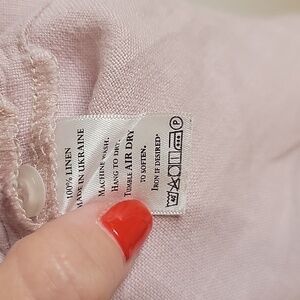 100% LINEN
MADE IN UKRAINE
MACHINE WASH.
HANG TO DRY.
TUMBLE AIR DRY
TO SOFTEN.
IRON IF DESIRED*
P